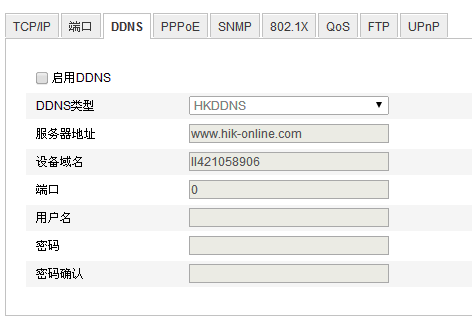 TCP/IP 端口 DDNS PPPoE SNMP 802.1X QoS FTP UPnP
启用DDNS
DDNS类型 HKDDNS
服务器地址 www.hik-online.com
设备域名 ll421058906
端口 0
用户名
密码
密码确认